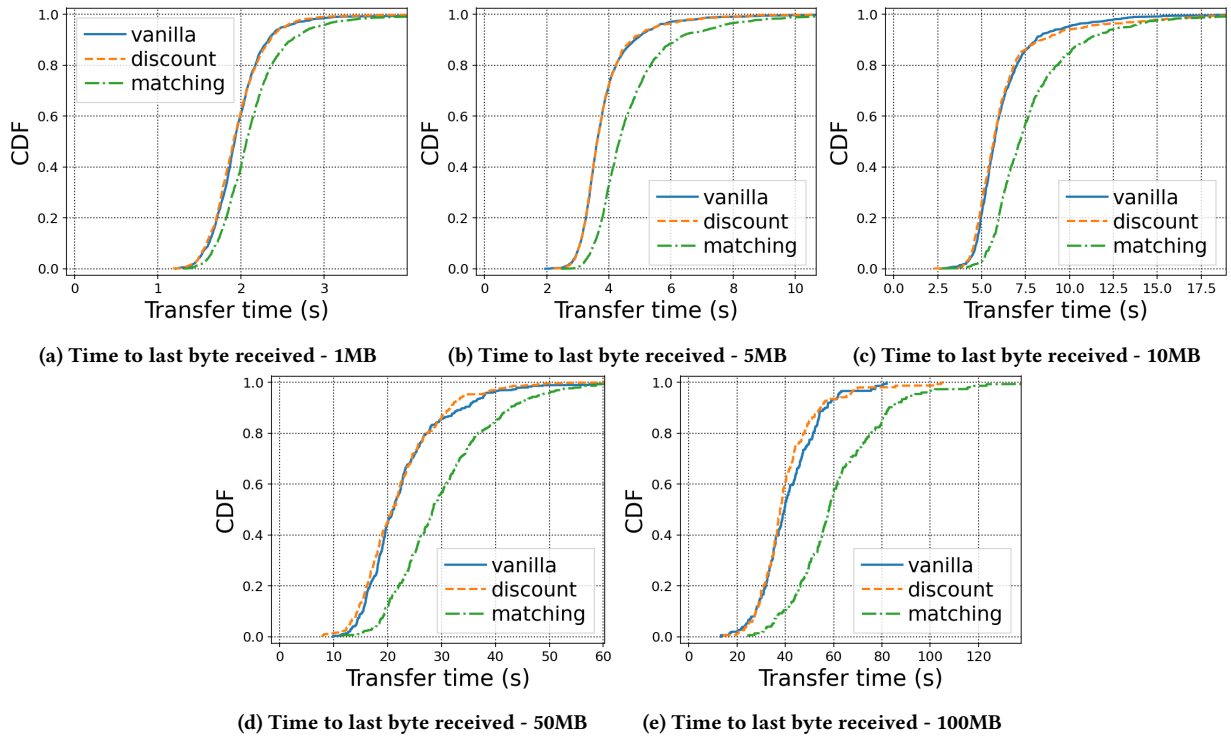 vanilla
discount
matching
CDF
1.0
0.8
0.6
0.4
0.2
0.0
0 1 2 3
Transfer time (s)
(a) Time to last byte received - 1MB
1.0
0.8
0.6
0.4
0.2
0.0
CDF
vanilla
discount
matching
0 2 4 6 8 10
Transfer time (s)
(b) Time to last byte received - 5MB
1.0
0.8
0.6
0.4
0.2
0.0
CDF
vanilla
discount
matching
0.0 2.5 5.0 7.5 10.0 12.5 15.0 17.5
Transfer time (s)
(c) Time to last byte received - 10MB
1.0
0.8
0.6
0.4
0.2
0.0
CDF
vanilla
discount
matching
0 10 20 30 40 50 60
Transfer time (s)
(d) Time to last byte received - 50MB
1.0
0.8
0.6
0.4
0.2
0.0
CDF
vanilla
discount
matching
0 20 40 60 80 100 120
Transfer time (s)
(e) Time to last byte received - 100MB